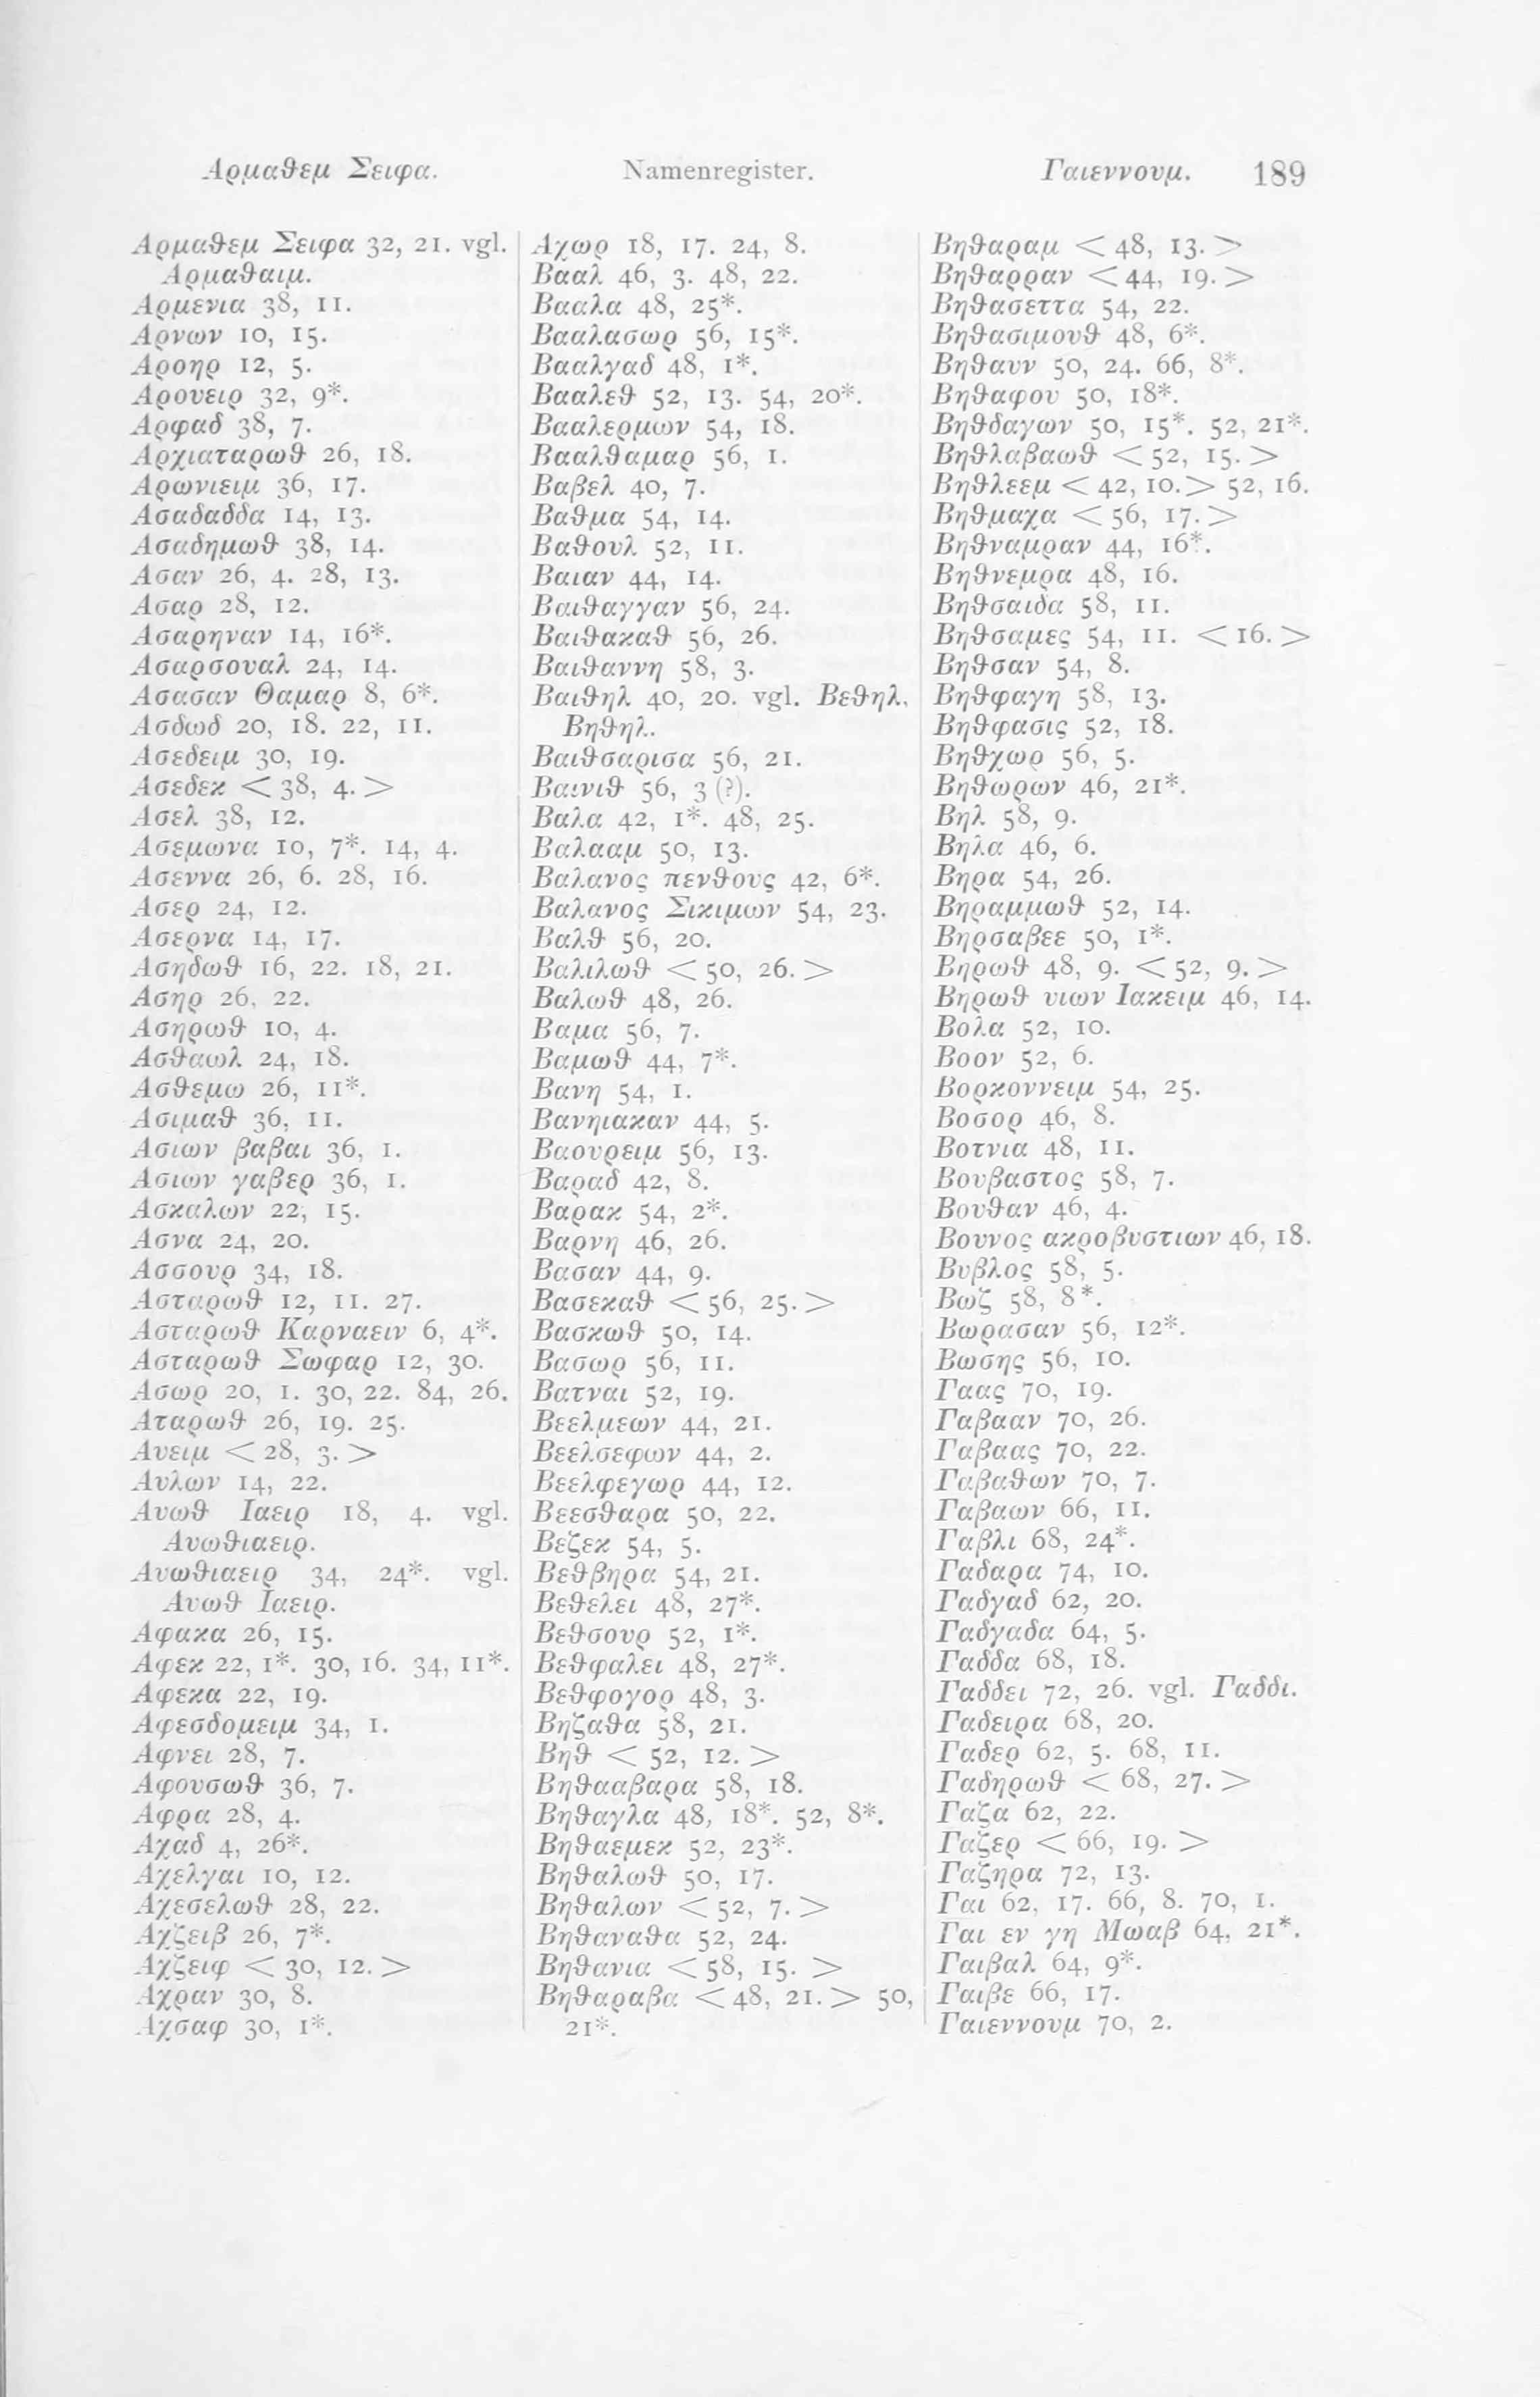 Αρμαθεμ Σειφα. Namenregister. Γαιεννουμ. 189
Αρμαθεμ Σειφα 32, 21. vgl.
Αρμαθαιμ.
Αρμενια 38, 11.
Αρνων 10, 15.
Αροηρ 12, 5.
Αρουειρ 32, 9*.
Αρφαδ 38, 7.
Αρχιαταρωθ 26, 18.
Αρωνιειμ 36, 17.
Ασαδαδδα 14, 13.
Ασαδημωθ 38, 14.
Ασαν 26, 4. 28, 13.
Ασαρ 28, 12.
Ασαρηναν 14, 16*.
Ασαρσουαλ 24, 14.
Ασασαν Θαμαρ 8, 6*.
Ασδωδ 20, 18. 22, 11.
Ασεδειμ 30, 19.
Ασεδεκ < 38, 4. >
Ασελ 38, 12.
Ασεμωνα 10, 7*. 14, 4.
Ασεννα 26, 6. 28, 16.
Ασερ 24, 12.
Ασερνα 14, 17.
Ασηδωθ 16, 22. 18, 21.
Ασηρ 26, 22.
Ασηρωθ 10, 4.
Ασθαωλ 24, 18.
Ασθεμω 26, 11*.
Ασιμαθ 36, 11.
Ασιων βαβαι 36, 1.
Ασιων γαβερ 36, 1.
Ασκαλων 22, 15.
Ασνα 24, 20.
Ασσουρ 34, 18.
Ασταρωθ 12, 11. 27.
Ασταρωθ Καρναειν 6, 4*.
Ασταρωθ Σωφαρ 12, 30.
Ασωρ 20, 1. 30, 22. 84, 26.
Αταρωθ 26, 19. 25.
Αυειμ < 28, 3. >
Αυλων 14, 22.
Αυωθ Ιαειρ 18, 4. vgl.
Αυωθιαειρ.
Αυωθιαειρ 34, 24*. vgl.
Αυωθ Ιαειρ.
Αφακα 26, 15.
Αφεκ 22, 1*. 30, 16. 34, 11*.
Αφεκα 22, 19.
Αφεσδομειμ 34, 1.
Αφνει 28, 7.
Αφουσωθ 36, 7.
Αφρα 28, 4.
Αχαδ 4, 26*.
Αχελγαι 10, 12.
Αχεσελωθ 28, 22.
Αχζειβ 26, 7*.
Αχζειφ < 30, 12. >
Αχραν 30, 8.
Αχσαφ 30, 1*.
Αχωρ 18, 17. 24, 8.
Βααλ 46, 3. 48, 22.
Βααλα 48, 25*.
Βααλασωρ 56, 15*.
Βααλγαδ 48, 1*.
Βααλεθ 52, 13. 54, 20*.
Βααλερμων 54, 18.
Βααλθαμαρ 56, 1.
Βαβελ 40, 7.
Βαθμα 54, 14.
Βαθουλ 52, 11.
Βαιαν 44, 14.
Βαιθαγγαν 56, 24.
Βαιθακαθ 56, 26.
Βαιθαννη 58, 3.
Βαιθηλ 40, 20. vgl. Βεθηλ,
Βηθηλ.
Βαιθσαρισα 56, 21.
Βαινιθ 56, 3 (?).
Βαλα 42, 1*. 48, 25.
Βαλααμ 50, 13.
Βαλανος πενθους 42, 6*.
Βαλανος Σικιμων 54, 23.
Βαλθ 56, 20.
Βαλιλωθ < 50, 26. >
Βαλωθ 48, 26.
Βαμα 56, 7.
Βαμωθ 44, 7*.
Βανη 54, 1.
Βανηιακαν 44, 5.
Βαουρειμ 56, 13.
Βαραδ 42, 8.
Βαρακ 54, 2*.
Βαρνη 46, 26.
Βασαν 44, 9.
Βασεκαθ < 56, 25. >
Βασκωθ 50, 14.
Βασωρ 56, 11.
Βατναι 52, 19.
Βεελμεων 44, 21.
Βεελσεφων 44, 2.
Βεελφεγωρ 44, 12.
Βεεσθαρα 50, 22.
Βεζεκ 54, 5.
Βεθβηρα 54, 21.
Βεθελει 48, 27*.
Βεθσουρ 52, 1*.
Βεθφαλει 48, 27*.
Βεθφογορ 48, 3.
Βηζαθα 58, 21.
Βηθ < 52, 12. >
Βηθααβαρα 58, 18.
Βηθαγλα 48, 18*. 52, 8*.
Βηθαεμεκ 52, 23*.
Βηθαλωθ 50, 17.
Βηθαλων < 52, 7. >
Βηθαναθα 52, 24.
Βηθανια < 58, 15. >
Βηθαραβα < 48, 21. > 50,
21*.
Βηθαραμ < 48, 13. >
Βηθαρραν < 44, 19. >
Βηθασεττα 54, 22.
Βηθασιμουθ 48, 6*.
Βηθαυν 50, 24. 66, 8*.
Βηθαφου 50, 18*.
Βηθδαγων 50, 15*. 52, 21*.
Βηθλαβαωθ < 52, 15. >
Βηθλεεμ < 42, 10. > 52, 16.
Βηθμαχα < 56, 17. >
Βηθναμραν 44, 16*.
Βηθνεμρα 48, 16.
Βηθσαιδα 58, 11.
Βηθσαμες 54, 11. < 16. >
Βηθσαν 54, 8.
Βηθφαγη 58, 13.
Βηθφασις 52, 18.
Βηθχωρ 56, 5.
Βηθωρων 46, 21*.
Βηλ 58, 9.
Βηλα 46, 6.
Βηρα 54, 26.
Βηραμμωθ 52, 14.
Βηρσαβεε 50, 1*.
Βηρωθ 48, 9. < 52, 9. >
Βηρωθ υιων Ιακειμ 46, 14.
Βολα 52, 10.
Βοον 52, 6.
Βορκοννειμ 54, 25.
Βοσορ 46, 8.
Βοτνια 48, 11.
Βουβαστος 58, 7.
Βουθαν 46, 4.
Βουνος ακροβυστιων 46, 18.
Βυβλος 58, 5.
Βωζ 58, 8*.
Βωρασαν 56, 12*.
Βωσης 56, 10.
Γαας 70, 19.
Γαβααν 70, 26.
Γαβαας 70, 22.
Γαβαθων 70, 7.
Γαβαων 66, 11.
Γαβλι 68, 24*.
Γαδαρα 74, 10.
Γαδγαδ 62, 20.
Γαδγαδα 64, 5.
Γαδδα 68, 18.
Γαδδει 72, 26. vgl. Γαδδι.
Γαδειρα 68, 20.
Γαδερ 62, 5. 68, 11.
Γαδηρωθ < 68, 27. >
Γαζα 62, 22.
Γαζερ < 66, 19. >
Γαζηρα 72, 13.
Γαι 62, 17. 66, 8. 70, 1.
Γαι εν γη Μωαβ 64, 21*.
Γαιβαλ 64, 9*.
Γαιβε 66, 17.
Γαιεννουμ 70, 2.